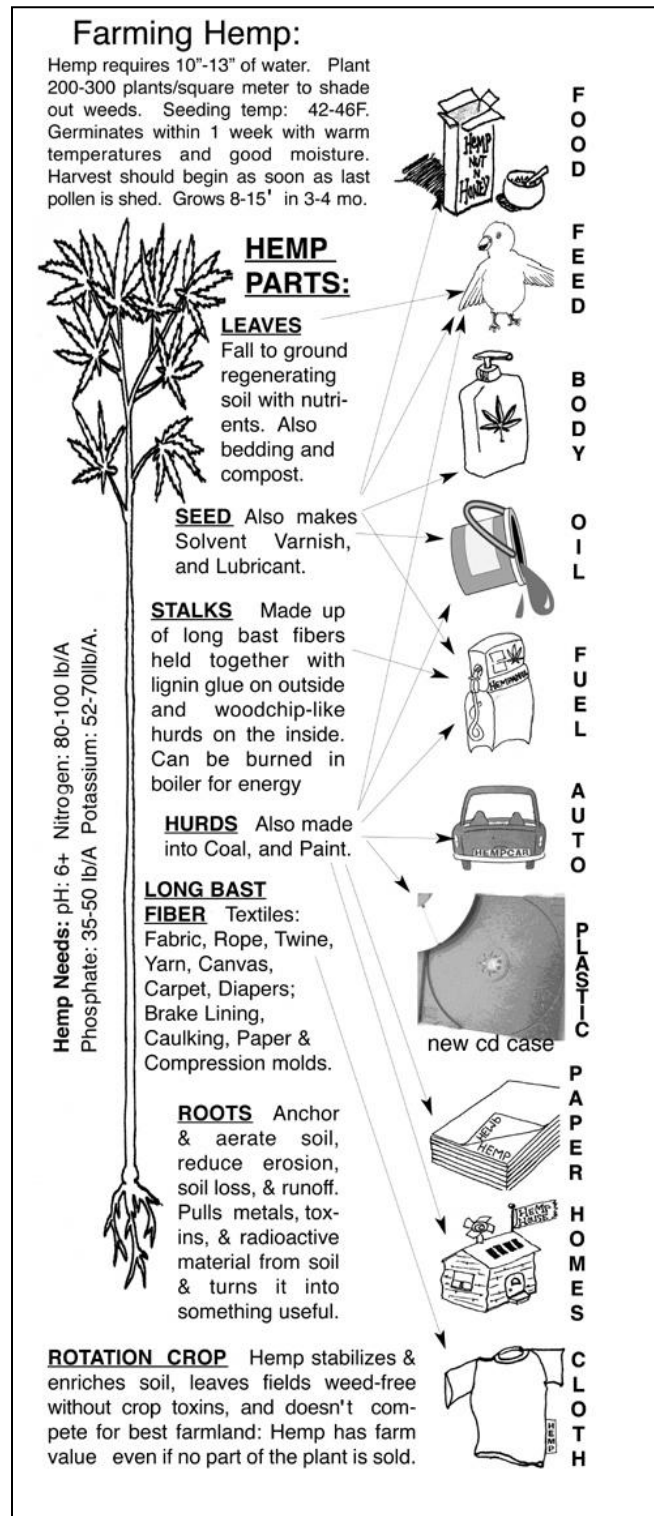 Farming Hemp:
Hemp requires 10”-13” of water. Plant
200-300 plants/square meter to shade
out weeds. Seeding temp: 42-46F.
Germinates within 1 week with warm
temperatures and good moisture.
Harvest should begin as soon as last
pollen is shed. Grows 8-15' in 3-4 mo.
HEMP
PARTS:
LEAVES
Fall to ground
regenerating
soil with nutri-
ents. Also
bedding and
compost.
SEED Also makes
Solvent Varnish,
and Lubricant.
STALKS Made up
of long bast fibers
held together with
lignin glue on outside
and woodchip-like
hurds on the inside.
Can be burned in
boiler for energy
HURDS Also made
into Coal, and Paint.
LONG BAST
FIBER Textiles:
Fabric, Rope, Twine,
Yarn, Canvas,
Carpet, Diapers;
Brake Lining,
Caulking, Paper &
Compression molds.
ROOTS Anchor
& aerate soil,
reduce erosion,
soil loss, & runoff.
Pulls metals, tox-
ins, & radioactive
material from soil
& turns it into
something useful.
ROTATION CROP Hemp stabilizes &
enriches soil, leaves fields weed-free
without crop toxins, and doesn't com-
pete for best farmland: Hemp has farm
value even if no part of the plant is sold.
Hemp Needs: pH: 6+ Nitrogen: 80-100 lb/A
Phosphate: 35-50 lb/A Potassium: 52-70llb/A.
HEMP
NUT
N
HONEY
FOOD
FEED
BODY
OIL
FUEL
HEMPCAR
AUTO
new cd case
PLASTIC
HEMP
PAPER
HEMP
HOUSE
HOMES
HEMP
CLOTH